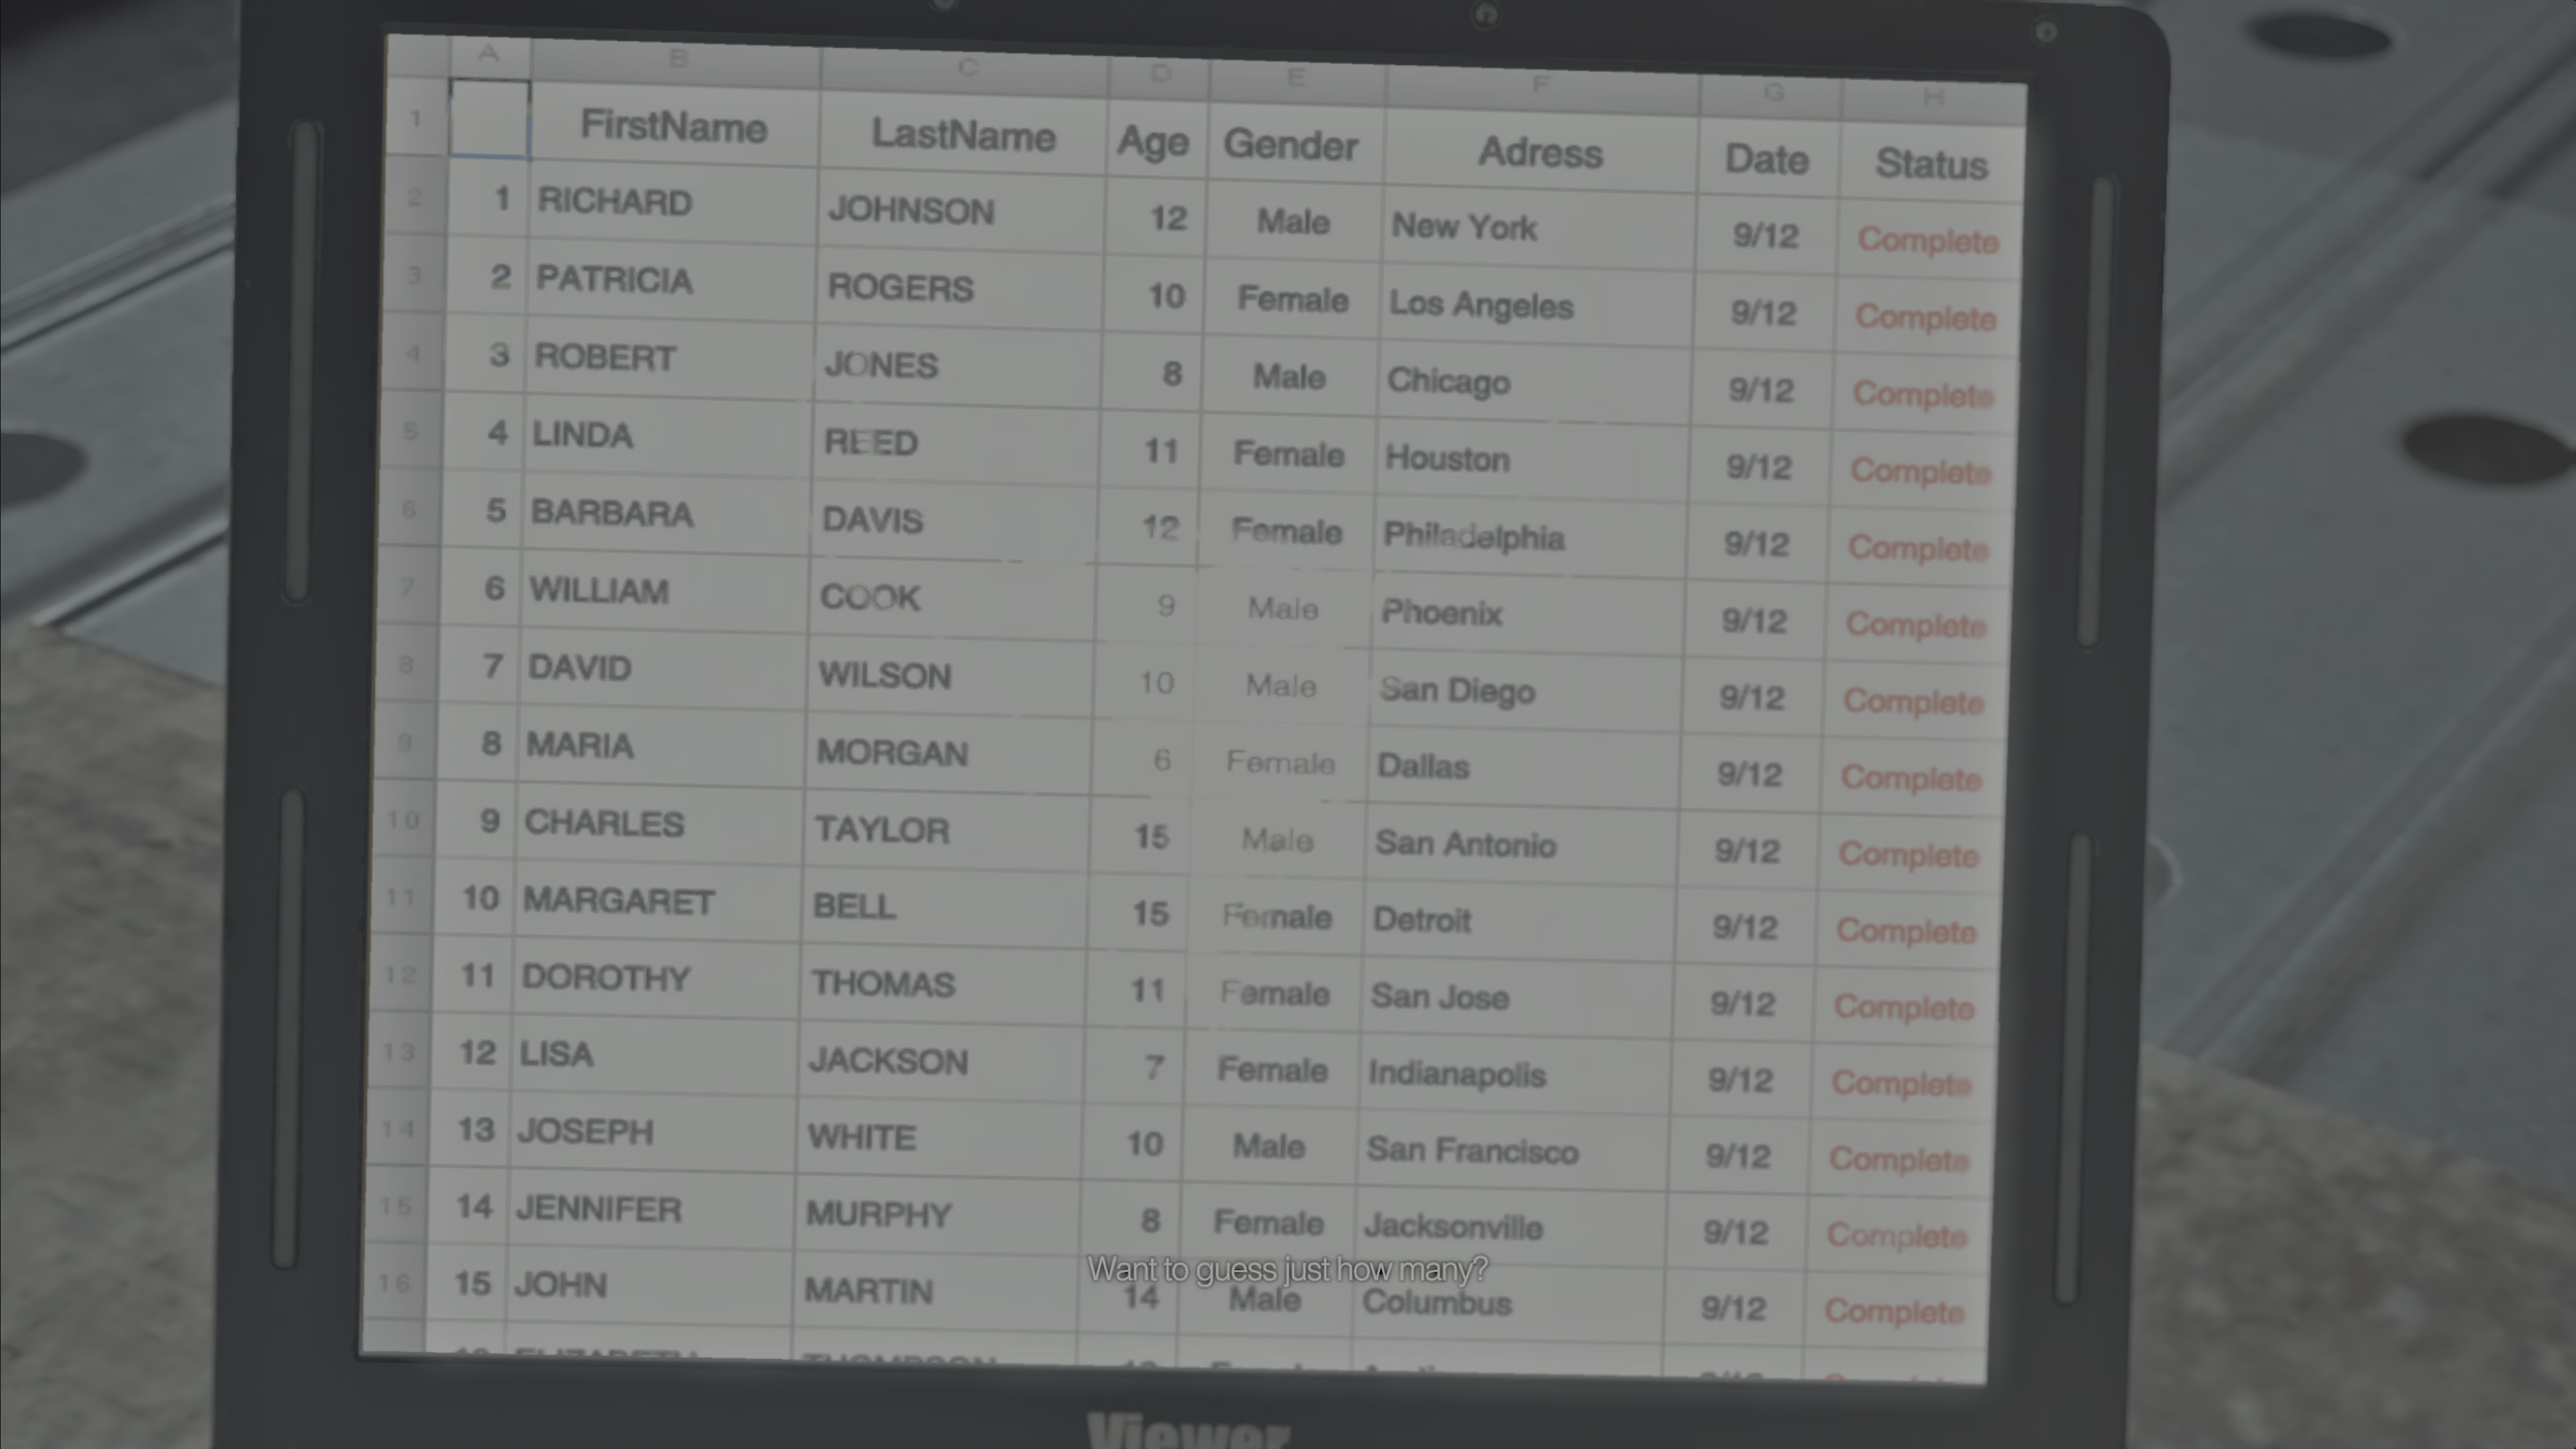 A B C D E F G H
1 FirstName LastName Age Gender Adress Date Status
2 1 RICHARD JOHNSON 12 Male New York 9/12 Complete
3 2 PATRICIA ROGERS 10 Female Los Angeles 9/12 Complete
4 3 ROBERT JONES 8 Male Chicago 9/12 Complete
5 4 LINDA REED 11 Female Houston 9/12 Complete
6 5 BARBARA DAVIS 12 Female Philadelphia 9/12 Complete
7 6 WILLIAM COOK 9 Male Phoenix 9/12 Complete
8 7 DAVID WILSON 10 Male San Diego 9/12 Complete
9 8 MARIA MORGAN 6 Female Dallas 9/12 Complete
10 9 CHARLES TAYLOR 15 Male San Antonio 9/12 Complete
11 10 MARGARET BELL 15 Female Detroit 9/12 Complete
12 11 DOROTHY THOMAS 11 Female San Jose 9/12 Complete
13 12 LISA JACKSON 7 Female Indianapolis 9/12 Complete
14 13 JOSEPH WHITE 10 Male San Francisco 9/12 Complete
15 14 JENNIFER MURPHY 8 Female Jacksonville 9/12 Complete
16 15 JOHN MARTIN 14 Male Columbus 9/12 Complete
ELIZABETH THOMPSON Female
Want to guess just how many?
Viewer